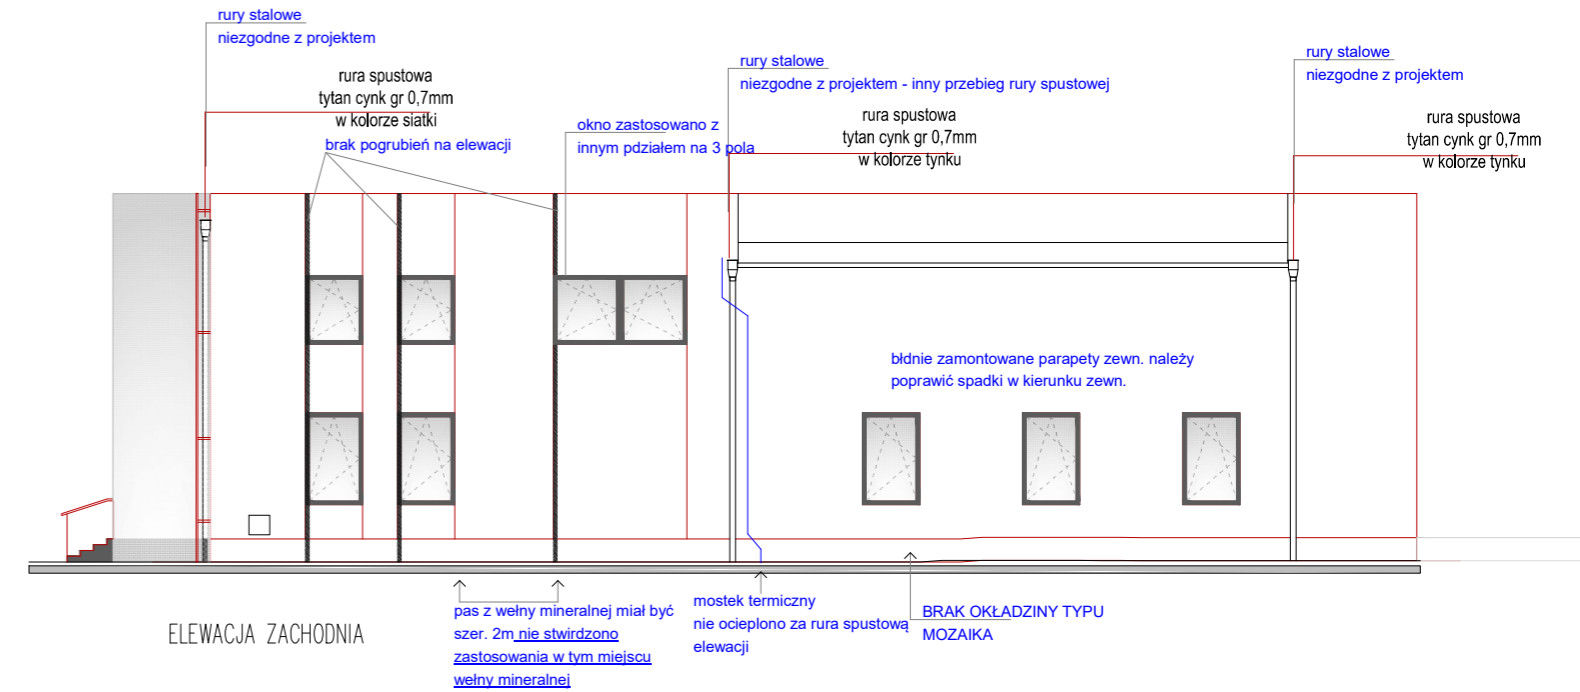 rury stalowe
niezgodne z projektem
rura spustowa
tytan cynk gr 0,7mm
w kolorze siatki
brak pogrubień na elewacji
okno zastosowano z
innym pdziałem na 3 pola
rury stalowe
niezgodne z projektem - inny przebieg rury spustowej
rura spustowa
tytan cynk gr 0,7mm
w kolorze tynku
rury stalowe
niezgodne z projektem
rura spustowa
tytan cynk gr 0,7mm
w kolorze tynku
błdnie zamontowane parapety zewn. należy
poprawić spadki w kierunku zewn.
pas z wełny mineralnej miał być
szer. 2m nie stwirdzono
zastosowania w tym miejscu
wełny mineralnej
mostek termiczny
nie ocieplono za rura spustową
elewacji
BRAK OKŁADZINY TYPU
MOZAIKA
ELEWACJA ZACHODNIA